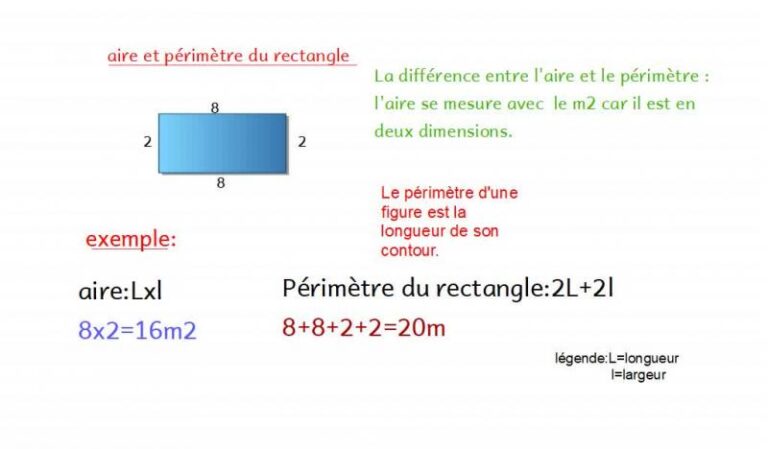 aire et périmètre du rectangle
La différence entre l'aire et le périmètre :
l'aire se mesure avec le m2 car il est en
deux dimensions.
8
2
2
8
Le périmètre d'une
figure est la
longueur de son
contour.
exemple:
aire:Lxl
Périmètre du rectangle:2L+2l
8x2=16m2
8+8+2+2=20m
légende:L=longueur
l=largeur